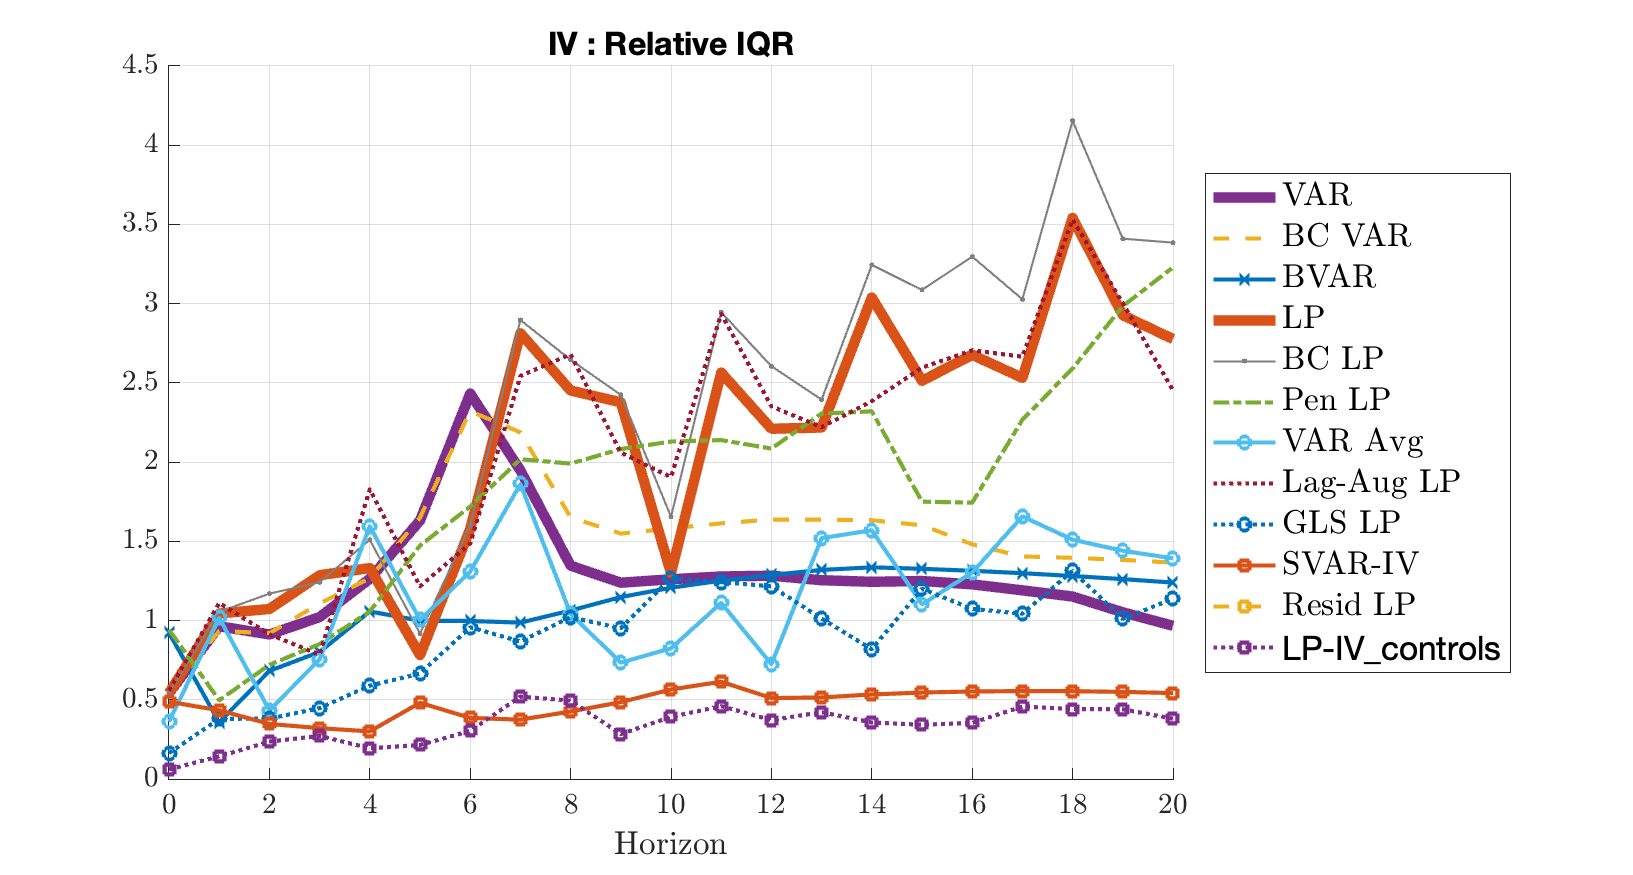 IV : Relative IQR
4.5
4
3.5
3
2.5
2
1.5
1
0.5
0
0 2 4 6 8 10 12 14 16 18 20
Horizon
VAR
BC VAR
BVAR
LP
BC LP
Pen LP
VAR Avg
Lag-Aug LP
GLS LP
SVAR-IV
Resid LP
LP-IV_controls